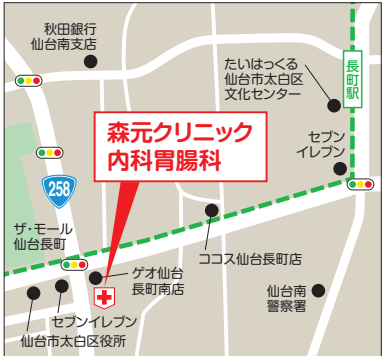 秋田銀行
仙台南支店
たいはっくる
仙台市太白区
文化センター
長町駅
森元クリニック
内科胃腸科
セブン
イレブン
258
ザ・モール
仙台長町
ココス仙台長町店
ゲオ仙台
長町南店
仙台南
警察署
セブンイレブン
仙台市太白区役所